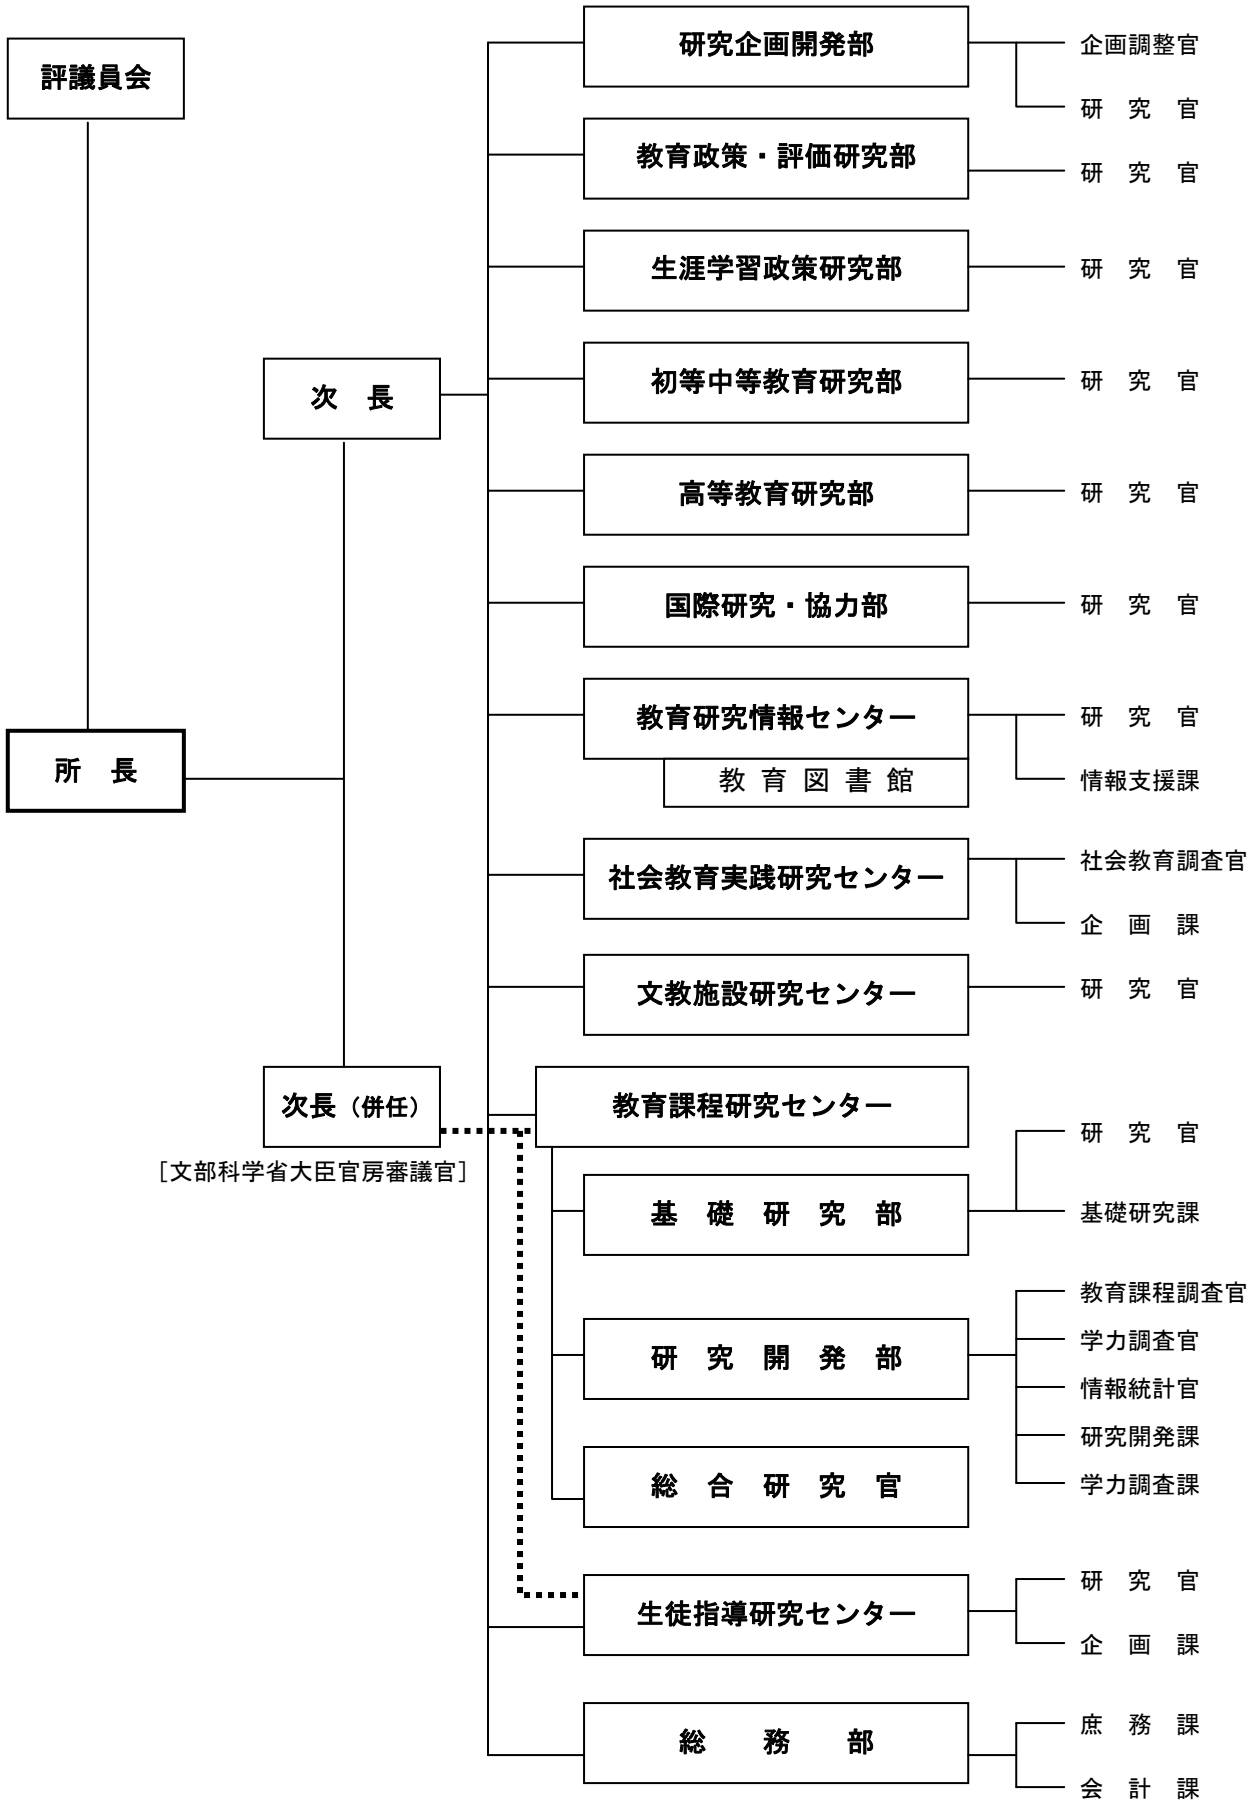 評議員会
所　長
次　長
次長（併任）
［文部科学省大臣官房審議官］
研究企画開発部
企画調整官
研　究　官
教育政策・評価研究部
研　究　官
生涯学習政策研究部
研　究　官
初等中等教育研究部
研　究　官
高等教育研究部
研　究　官
国際研究・協力部
研　究　官
教育研究情報センター
教 育 図 書 館
研　究　官
情報支援課
社会教育実践研究センター
社会教育調査官
企　画　課
文教施設研究センター
研　究　官
教育課程研究センター
基　礎　研　究　部
研　究　官
基礎研究課
研　究　開　発　部
教育課程調査官
学力調査官
情報統計官
研究開発課
学力調査課
総　合　研　究　官
生徒指導研究センター
研　究　官
企　画　課
総　　務　　部
庶　務　課
会　計　課